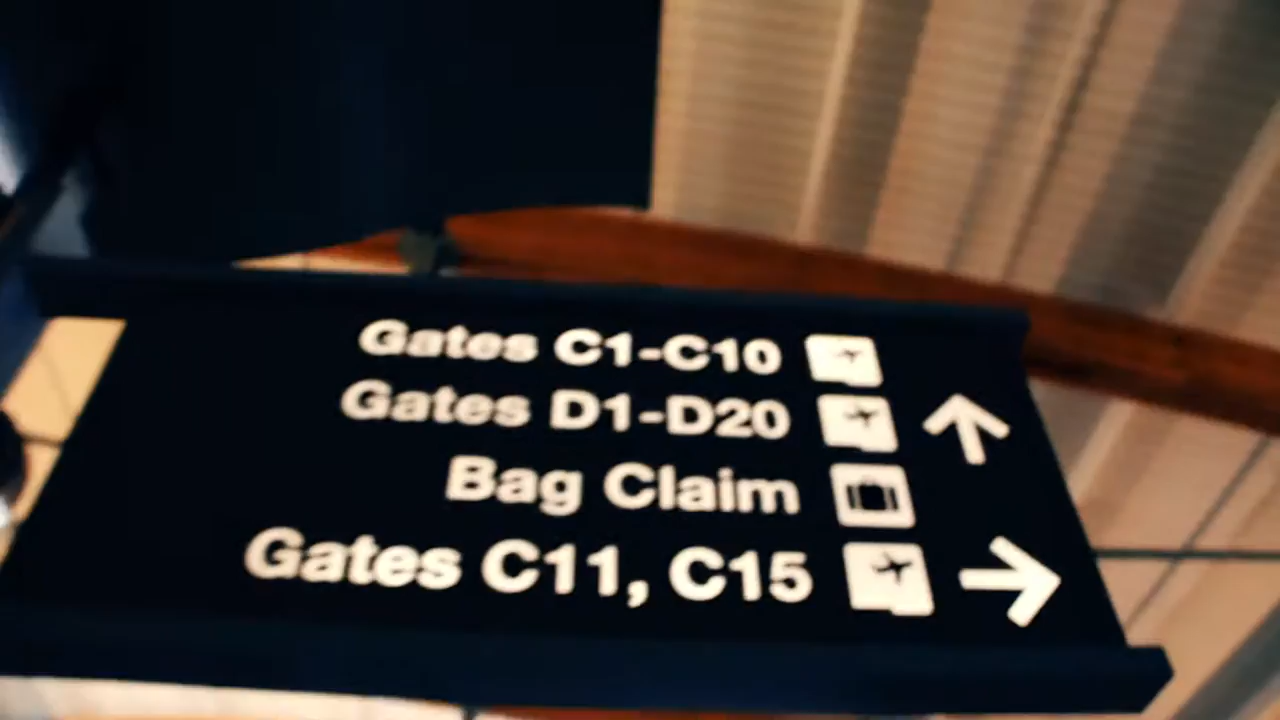 Gates C1-C10
Gates D1-D20
Bag Claim
Gates C11, C15